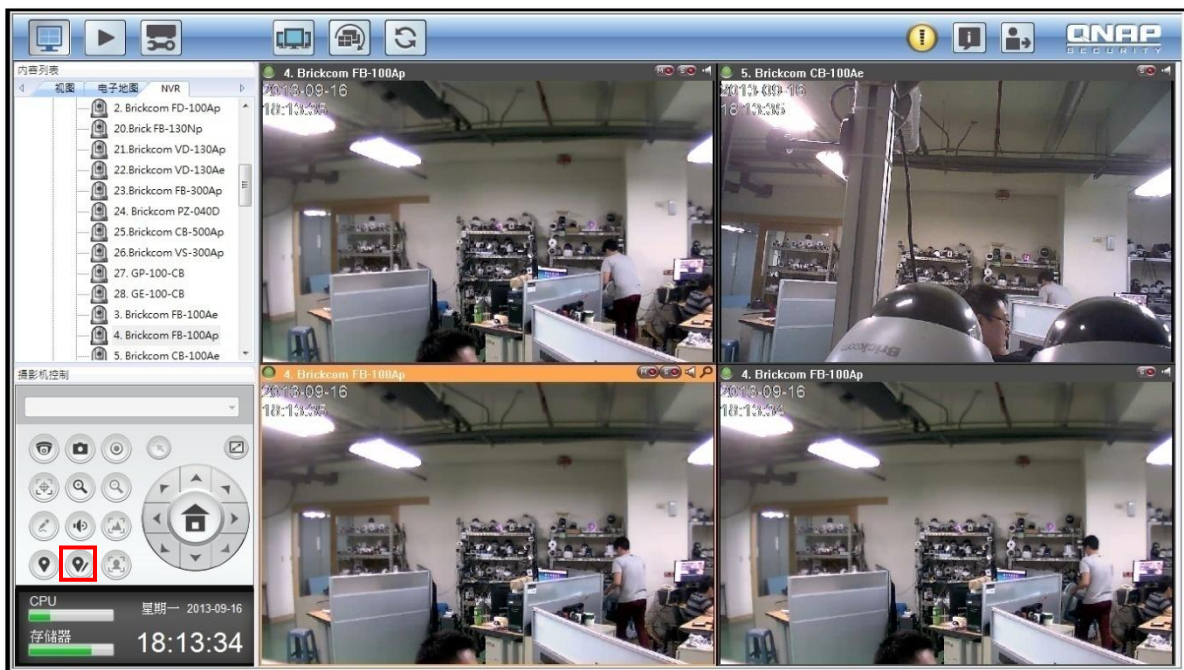 QNAP
SECURITY
内容列表
视图 电子地图 NVR
2. Brickcom FD-100Ap
20.Brick FB-130Np
21.Brickcom VD-130Ap
22.Brickcom VD-130Ae
23.Brickcom FB-300Ap
24. Brickcom PZ-040D
25.Brickcom CB-500Ap
26.Brickcom VS-300Ap
27. GP-100-CB
28. GE-100-CB
3. Brickcom FB-100Ae
4. Brickcom FB-100Ap
5. Brickcom CB-100Ae
摄影机控制
CPU
星期一 2013-09-16
存储器
18:13:34
4. Brickcom FB-100Ap
2013-09-16
18:13:35
5. Brickcom CB-100Ae
2013-09-16
18:13:35
Brickcom
4. Brickcom FB-100Ap
2013-09-16
18:13:35
4. Brickcom FB-100Ap
2013-09-16
18:13:34